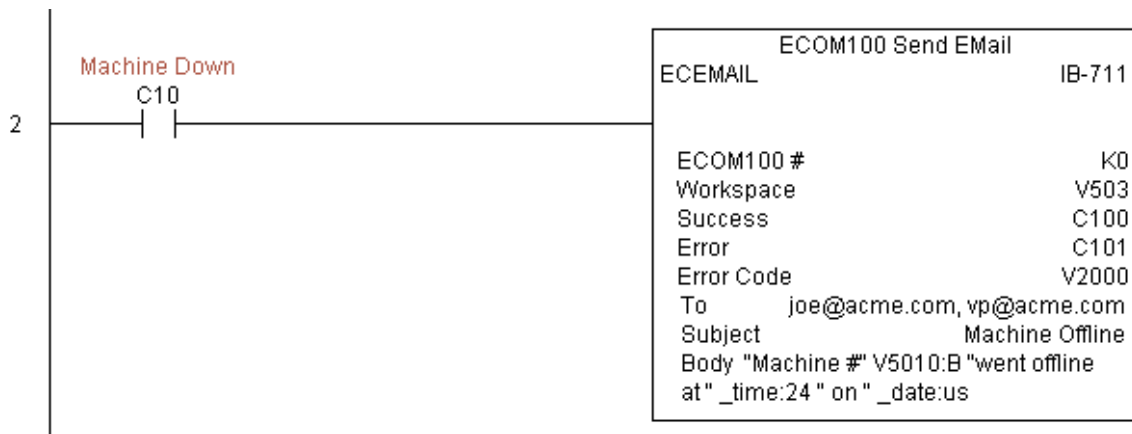 ECOM100 Send EMail
Machine Down
ECEMAIL IB-711
C10
2
ECOM100 # K0
Workspace V503
Success C100
Error C101
Error Code V2000
To joe@acme.com, vp@acme.com
Subject Machine Offline
Body "Machine #" V5010:B "went offline
at " _time:24 " on " _date:us